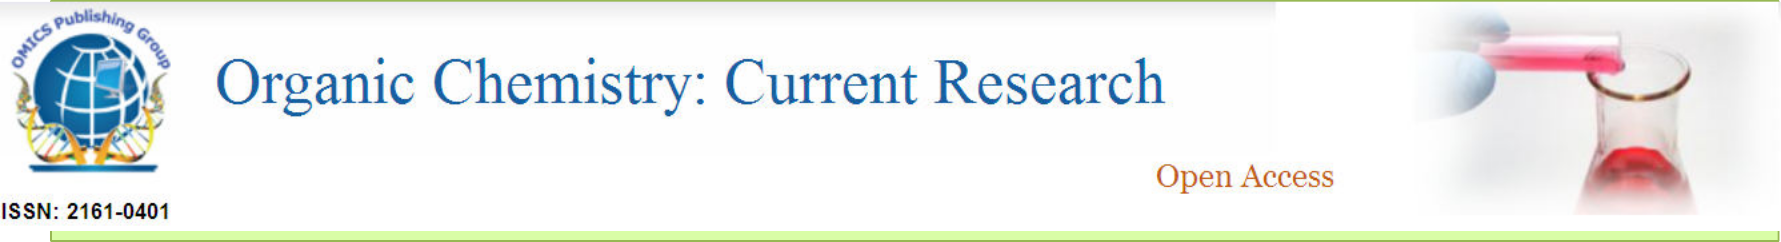 OMICS Publishing Group
Organic Chemistry: Current Research
Open Access
ISSN: 2161-0401